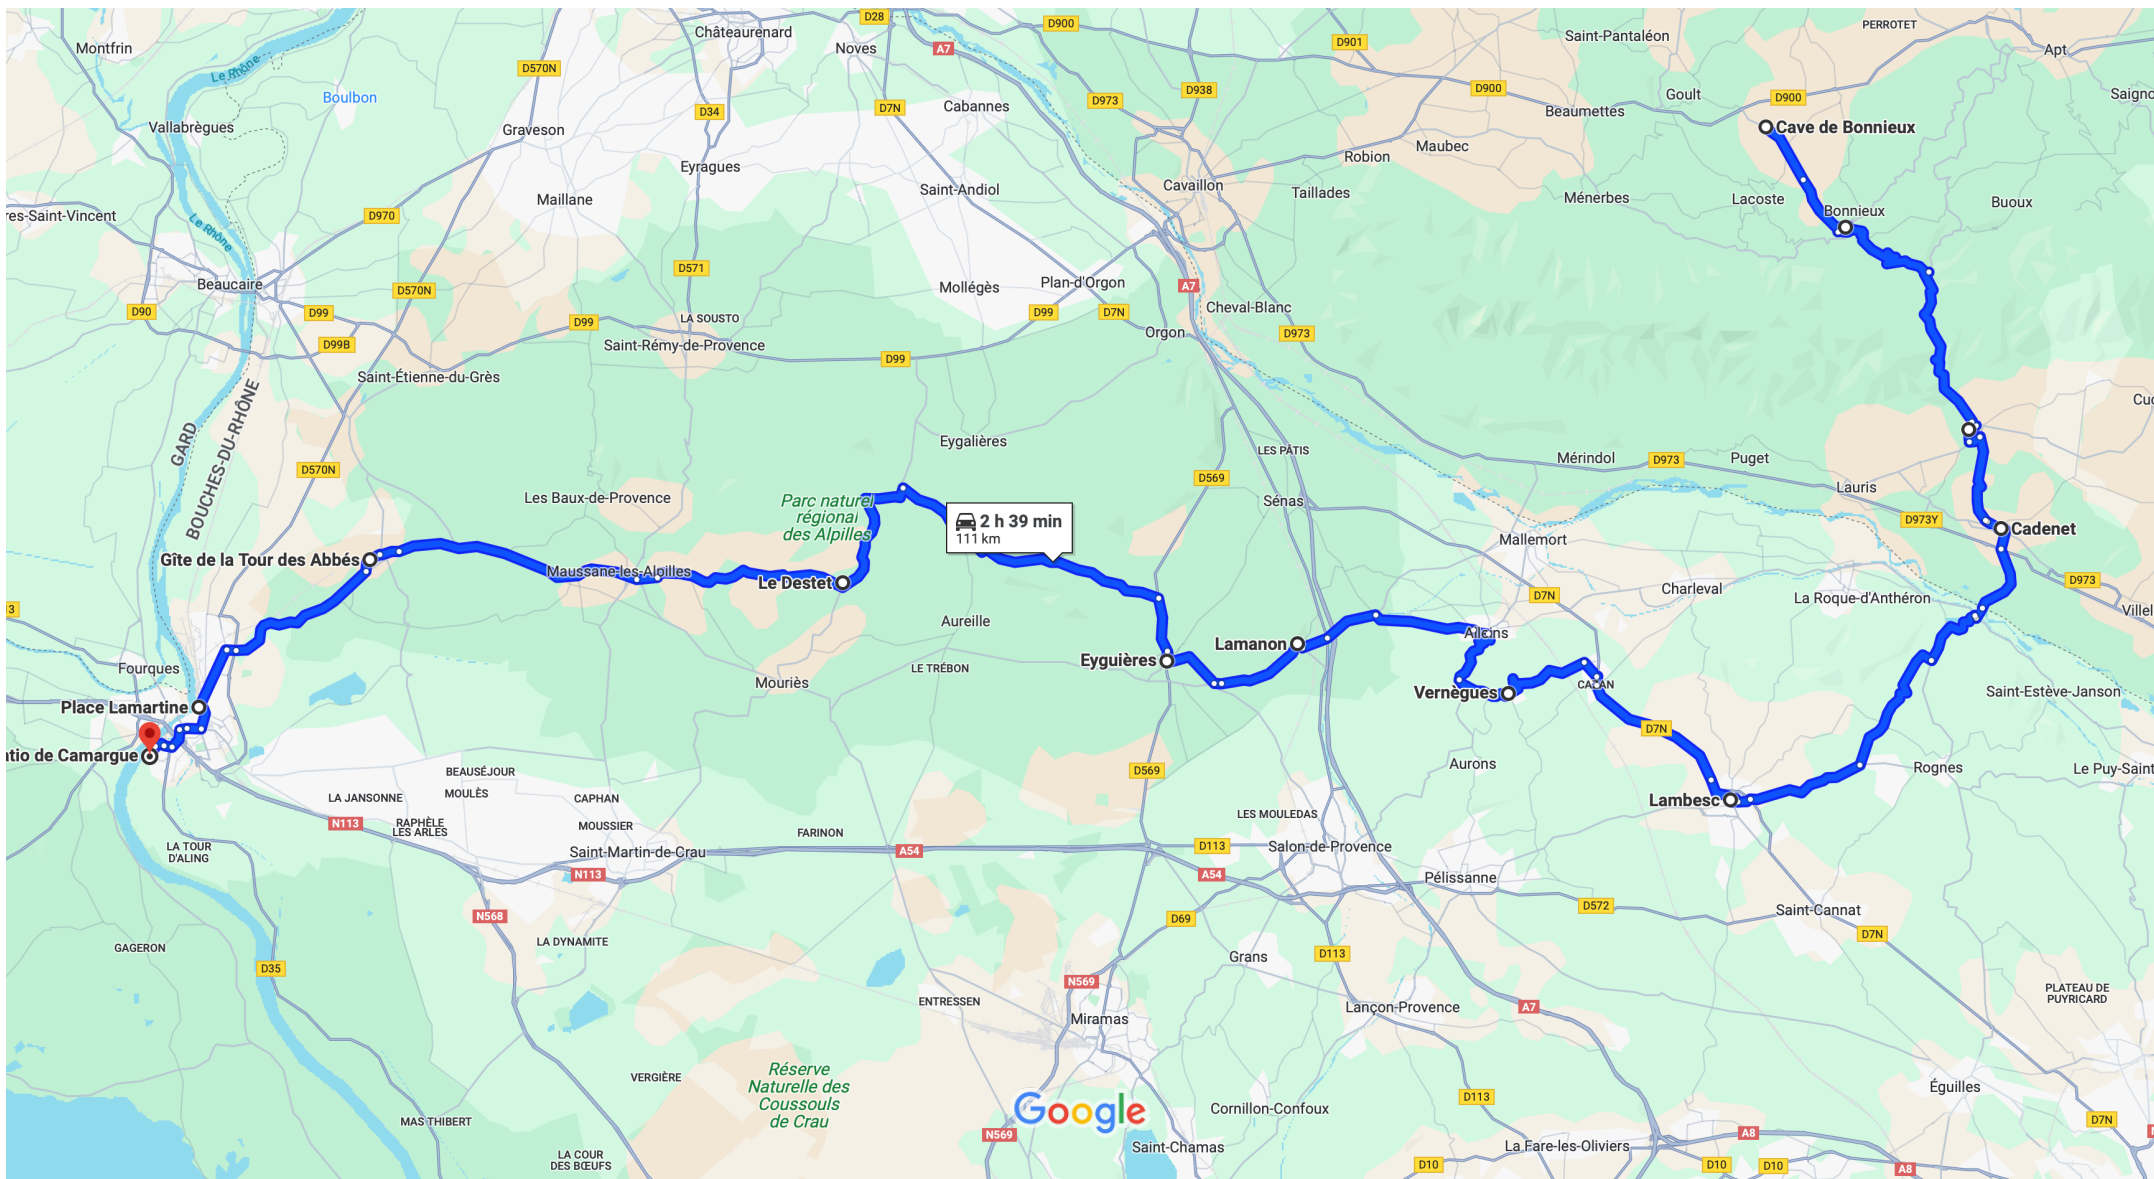 D28
PERROTET
Montfrin
Châteaurenard
Noves
A7
D900
D901
Saint-Pantaléon
Apt
Le Rhône
D570N
Boulbon
D34
D7N
Cabannes
D973
D938
D900
Goult
D900
Beaumettes
Vallabrègues
Graveson
Cave de Bonnieux
Eyragues
Robion
Maubec
Saint-Andiol
Cavaillon
Taillades
Maillane
Ménerbes
Lacoste
Bonnieux
Buoux
res-Saint-Vincent
D970
Le Rhône
D571
Beaucaire
D570N
Mollégès
Plan-d'Orgon
A7
Cheval-Blanc
D90
D99
D99
LA SOUSTO
D99
D7N
Orgon
D973
D99B
Saint-Rémy-de-Provence
D99
Saint-Étienne-du-Grès
GARD
BOUCHES-DU-RHÔNE
Eygalières
LES PÂTIS
Mérindol
D973
Puget
D570N
D569
Les Baux-de-Provence
Parc naturel
régional
des Alpilles
Sénas
Lauris
2 h 39 min
111 km
D973Y
Cadenet
Mallemort
Gîte de la Tour des Abbés
Maussane-les-Alpilles
Le Destet
D7N
Charleval
La Roque-d'Anthéron
D973
3
Villel
Aureille
Lamanon
Alleins
Fourques
LE TRÉBON
Eyguières
Mouriès
CAZAN
Vernègues
Saint-Estève-Janson
Place Lamartine
D7N
atio de Camargue
Aurons
Rognes
Le Puy-Saint
BEAUSÉJOUR
MOULÈS
D569
LA JANSONNE
CAPHAN
Lambesc
N113
RAPHÈLE
LES ARLES
MOUSSIER
FARINON
LES MOULEDAS
LA TOUR
D'ALING
Saint-Martin-de-Crau
A54
D113
Salon-de-Provence
N113
A54
Pélissanne
N568
D69
D572
Saint-Cannat
D7N
GAGERON
LA DYNAMITE
D35
Grans
D113
N569
ENTRESSEN
Lançon-Provence
A7
PLATEAU DE
PUYRICARD
Miramas
Réserve
Naturelle des
Coussouls
de Crau
VERGIÈRE
Éguilles
D113
Google
Cornillon-Confoux
MAS THIBERT
D7N
N569
Saint-Chamas
La Fare-les-Oliviers
A8
LA COUR
DES BŒUFS
D10
D10
D10
A8